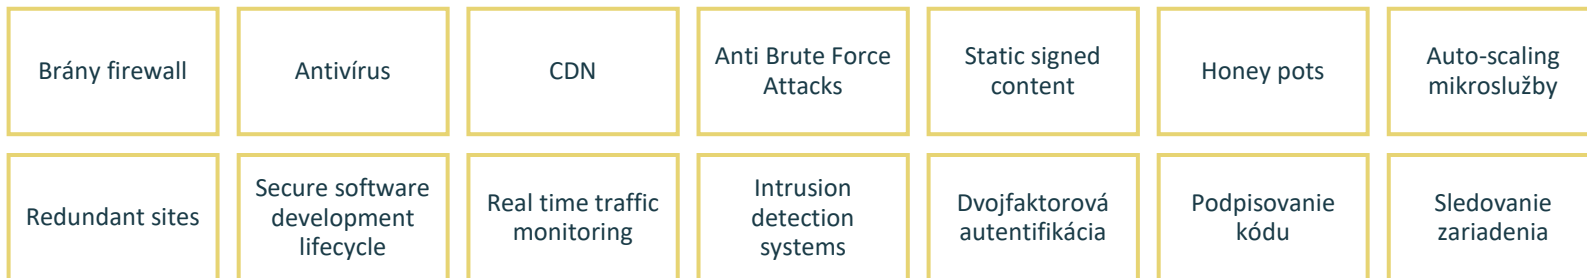 Brány firewall
Antivírus
CDN
Anti Brute Force
Attacks
Static signed
content
Honey pots
Auto-scaling
mikroslužby
Redundant sites
Secure software
development
lifecycle
Real time traffic
monitoring
Intrusion
detection
systems
Dvojfaktorová
autentifikácia
Podpisovanie
kódu
Sledovanie
zariadenia